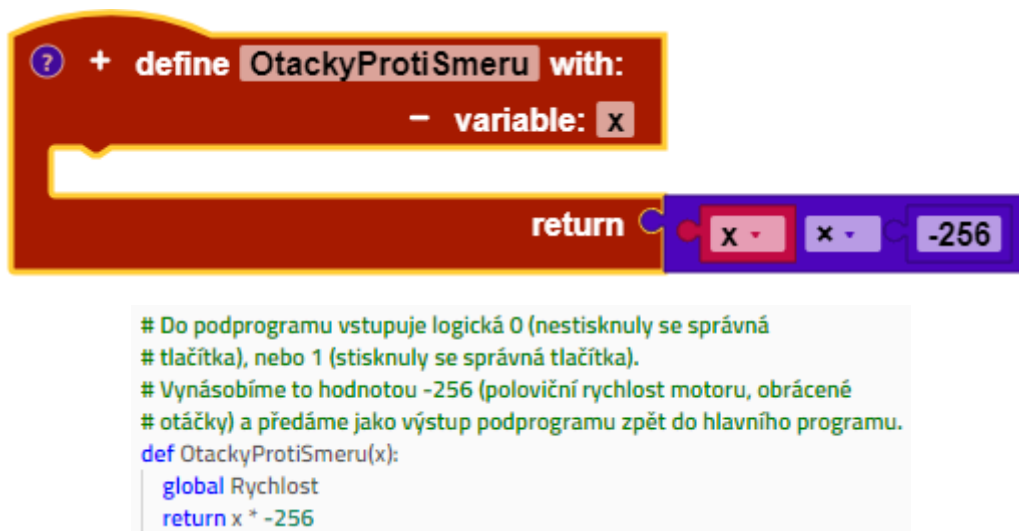 ? + define OtackyProtiSmeru with:
− variable: x
return x × -256
# Do podprogramu vstupuje logická 0 (nestisknuly se správná
# tlačítka), nebo 1 (stisknuly se správná tlačítka).
# Vynásobíme to hodnotou -256 (poloviční rychlost motoru, obrácené
# otáčky) a předáme jako výstup podprogramu zpět do hlavního programu.
def OtackyProtiSmeru(x):
global Rychlost
return x * -256